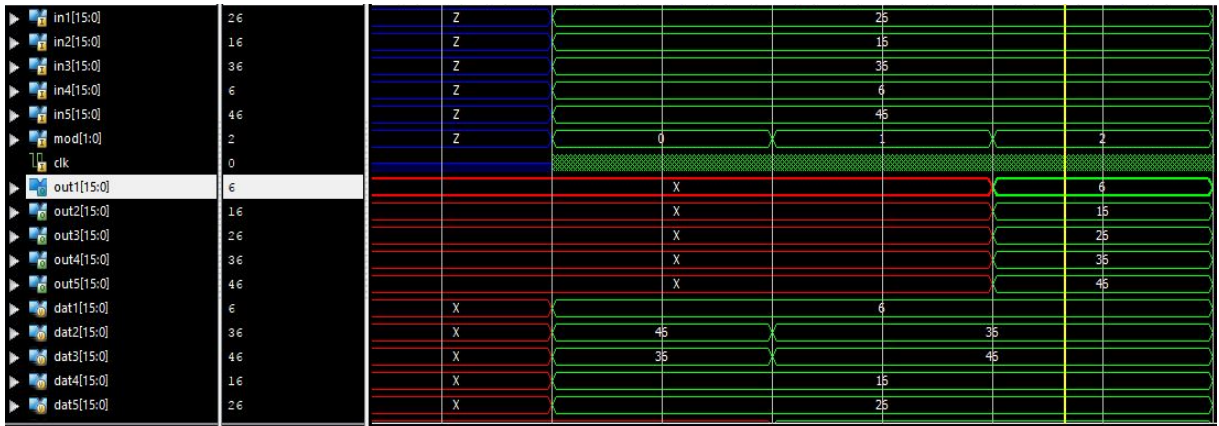 in1[15:0] 26 Z 26
in2[15:0] 16 Z 16
in3[15:0] 36 Z 36
in4[15:0] 6 Z 6
in5[15:0] 46 Z 46
mod[1:0] 2 Z 0 1 2
clk 0
out1[15:0] 6 X 6
out2[15:0] 16 X 16
out3[15:0] 26 X 26
out4[15:0] 36 X 36
out5[15:0] 46 X 46
dat1[15:0] 6 X 6
dat2[15:0] 36 X 46 36
dat3[15:0] 46 X 36 46
dat4[15:0] 16 X 16
dat5[15:0] 26 X 26